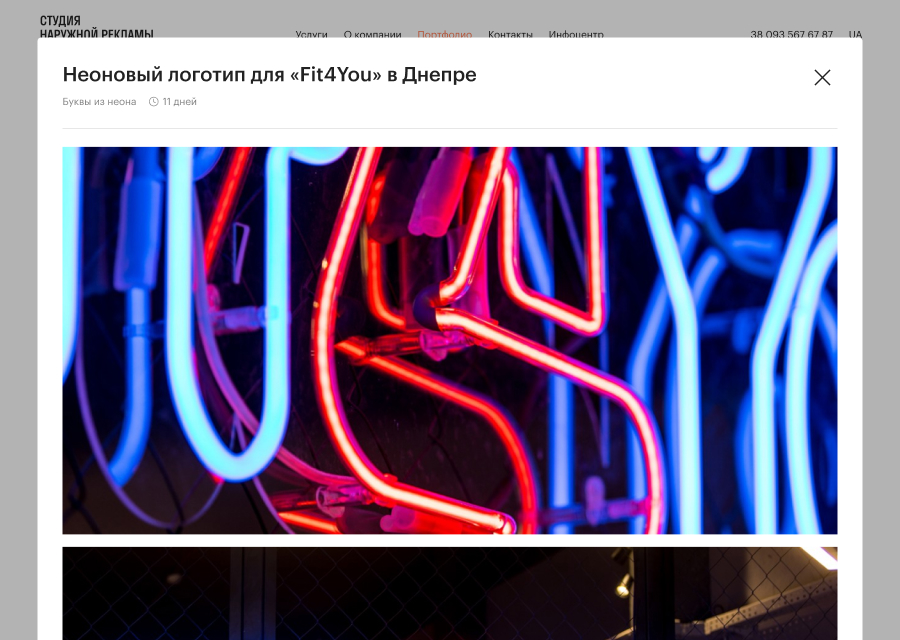 СТУДИЯ
НАРУЖНОЙ РЕКЛАМЫ
Услуги О компании Портфолио Контакты Инфоцентр 38 093 567 67 87 UA
Неоновый логотип для «Fit4You» в Днепре
Буквы из неона 11 дней